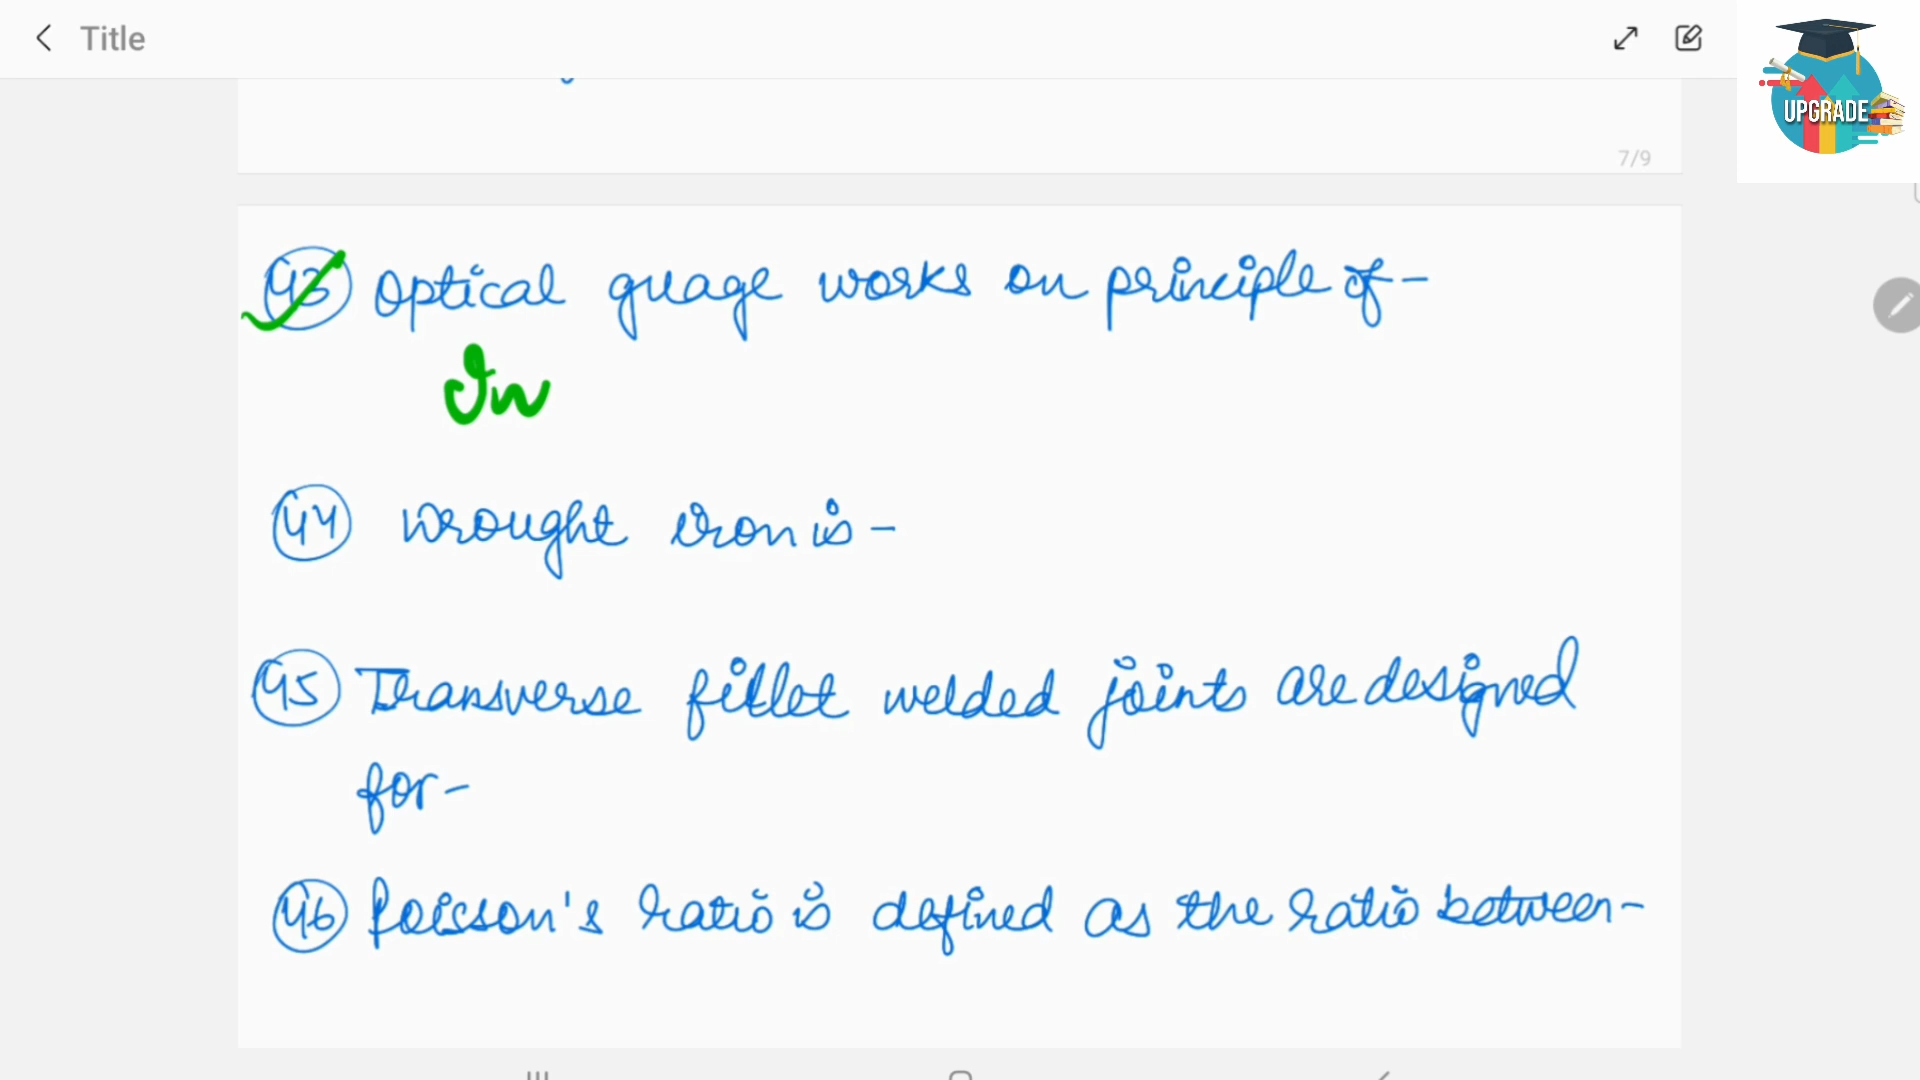 Title
UPGRADE
7/9
43 Optical guage works on principle of-
In
44 Wrought iron is-
45 Transverse fillet welded joints are designed
for-
46 Poisson's ratio is defined as the ratio between-